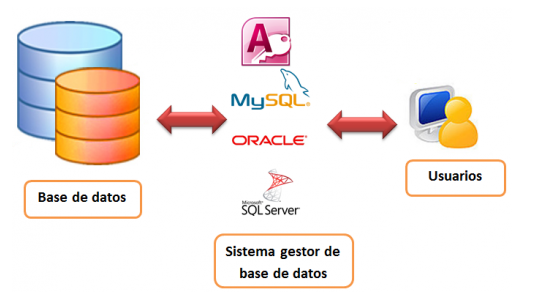 A
MySQL®
ORACLE®
Microsoft®
SQL Server
Base de datos
Usuarios
Sistema gestor de
base de datos